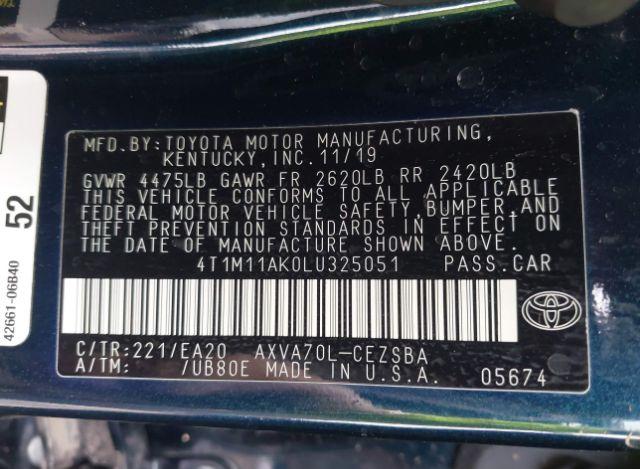 MFD.BY:TOYOTA MOTOR MANUFACTURING,
KENTUCKY,INC.11/19
GVWR 4475LB GAWR FR 2620LB RR 2420LB
THIS VEHICLE CONFORMS TO ALL APPLICABLE
FEDERAL MOTOR VEHICLE SAFETY,BUMPER,AND
THEFT PREVENTION STANDARDS IN EFFECT ON
THE DATE OF MANUFACTURE SHOWN ABOVE.
4T1M11AK0LU325051 PASS.CAR
C/TR:221/EA20 AXVA70L-CEZSBA
A/TM: /UB80E MADE IN U.S.A. 05674
52
42661-06B40